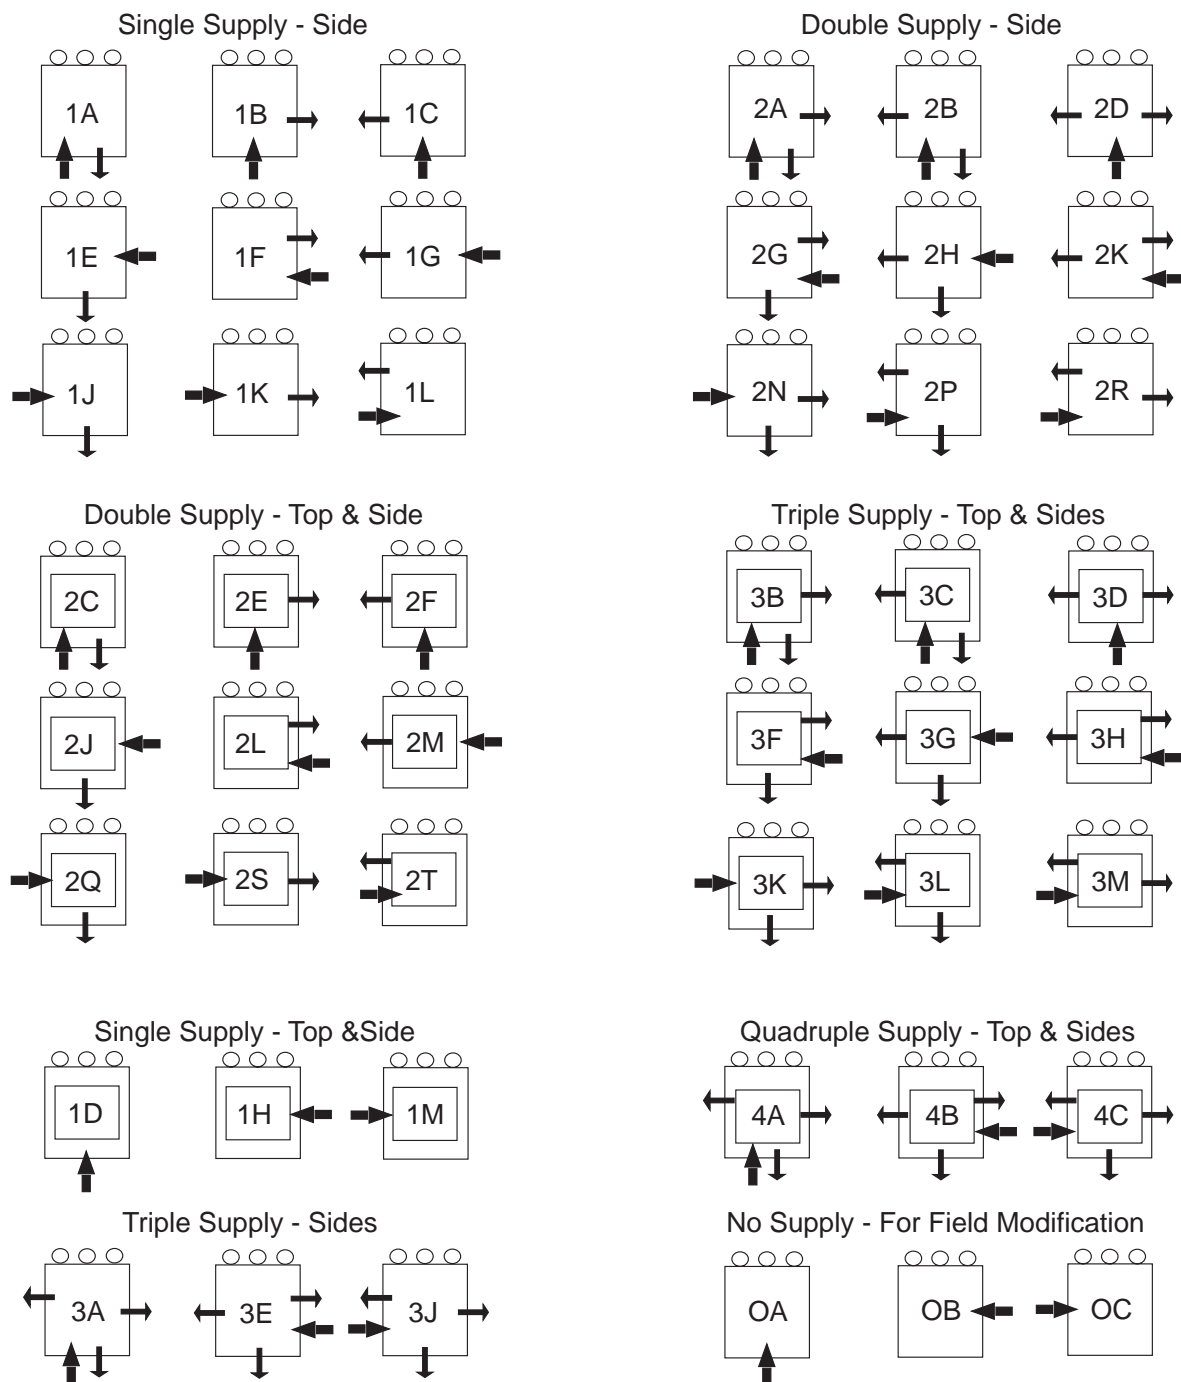 Single Supply - Side
Double Supply - Side
1A 1B 1C
2A 2B 2D
1E 1F 1G
2G 2H 2K
1J 1K 1L
2N 2P 2R
Double Supply - Top & Side
Triple Supply - Top & Sides
2C 2E 2F
3B 3C 3D
2J 2L 2M
3F 3G 3H
2Q 2S 2T
3K 3L 3M
Single Supply - Top &Side
Quadruple Supply - Top & Sides
1D 1H 1M
4A 4B 4C
Triple Supply - Sides
No Supply - For Field Modification
3A 3E 3J
OA OB OC